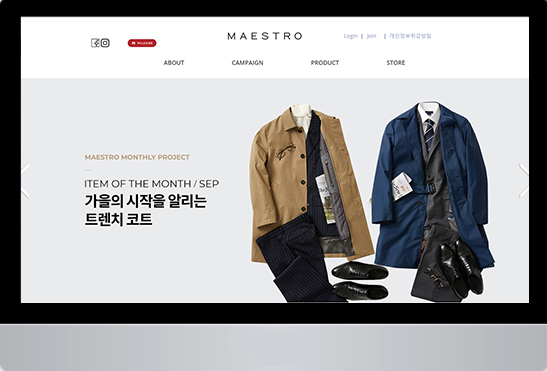 MAESTRO
Login | Join | 개인정보취급방침
ABOUT CAMPAIGN PRODUCT STORE
MAESTRO MONTHLY PROJECT
ITEM OF THE MONTH / SEP
가을의 시작을 알리는
트렌치 코트